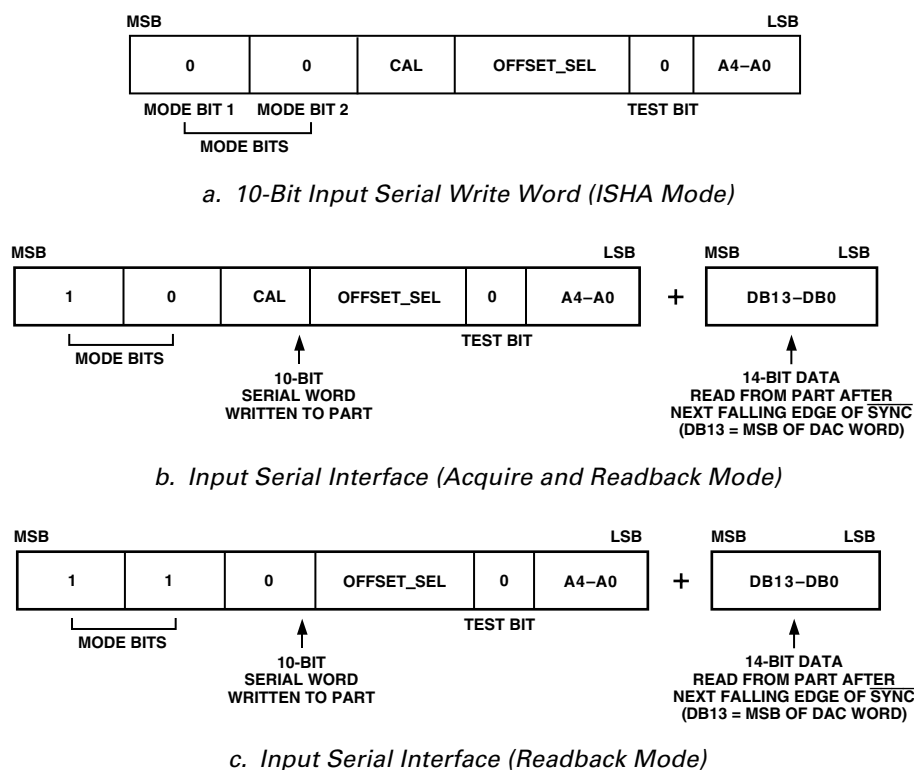 MSB LSB
0 0 CAL OFFSET_SEL 0 A4–A0
MODE BIT 1 MODE BIT 2 TEST BIT
MODE BITS
a. 10-Bit Input Serial Write Word (ISHA Mode)
MSB LSB MSB LSB
1 0 CAL OFFSET_SEL 0 A4–A0 + DB13–DB0
MODE BITS TEST BIT
10-BIT
SERIAL WORD
WRITTEN TO PART
14-BIT DATA
READ FROM PART AFTER
NEXT FALLING EDGE OF SYNC
(DB13 = MSB OF DAC WORD)
b. Input Serial Interface (Acquire and Readback Mode)
MSB LSB MSB LSB
1 1 0 OFFSET_SEL 0 A4–A0 + DB13–DB0
MODE BITS TEST BIT
10-BIT
SERIAL WORD
WRITTEN TO PART
14-BIT DATA
READ FROM PART AFTER
NEXT FALLING EDGE OF SYNC
(DB13 = MSB OF DAC WORD)
c. Input Serial Interface (Readback Mode)